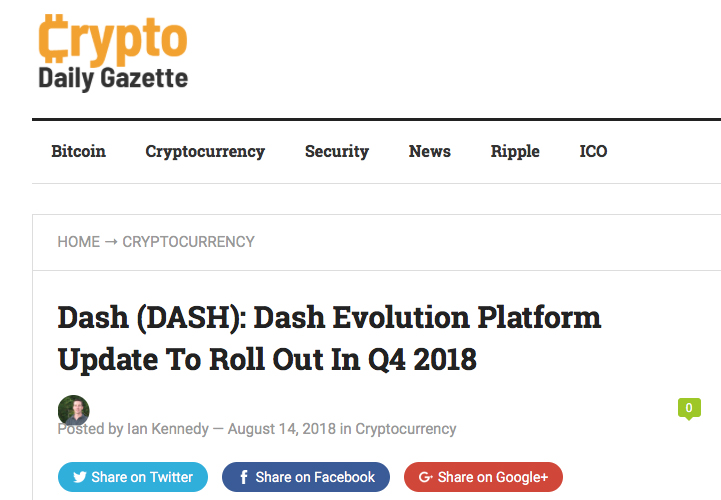 Crypto
Daily Gazette
Bitcoin Cryptocurrency Security News Ripple ICO
HOME → CRYPTOCURRENCY
Dash (DASH): Dash Evolution Platform
Update To Roll Out In Q4 2018
0
Posted by Ian Kennedy — August 14, 2018 in Cryptocurrency
Share on Twitter Share on Facebook Share on Google+